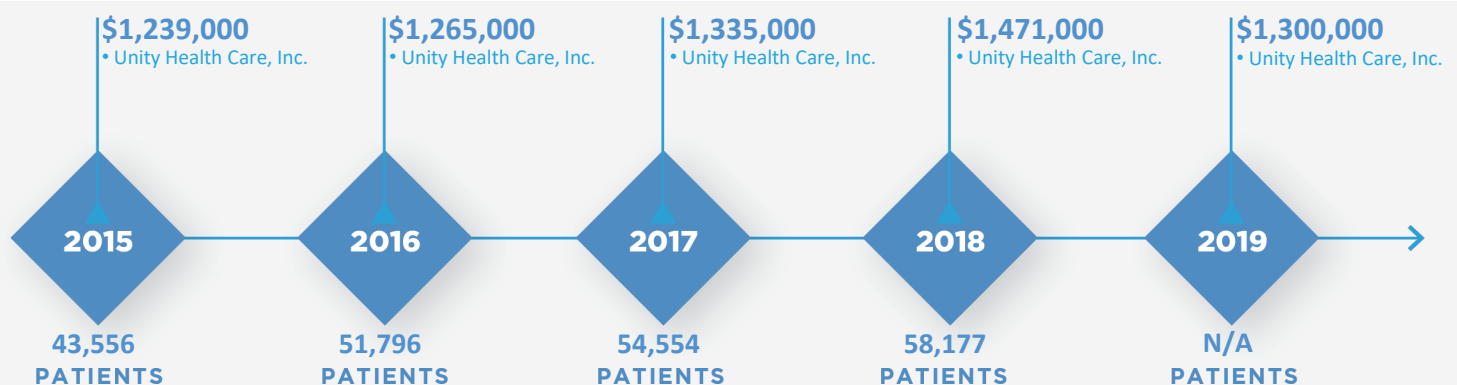 $1,239,000
• Unity Health Care, Inc.
$1,265,000
• Unity Health Care, Inc.
$1,335,000
• Unity Health Care, Inc.
$1,471,000
• Unity Health Care, Inc.
$1,300,000
• Unity Health Care, Inc.
2015
2016
2017
2018
2019
43,556
PATIENTS
51,796
PATIENTS
54,554
PATIENTS
58,177
PATIENTS
N/A
PATIENTS